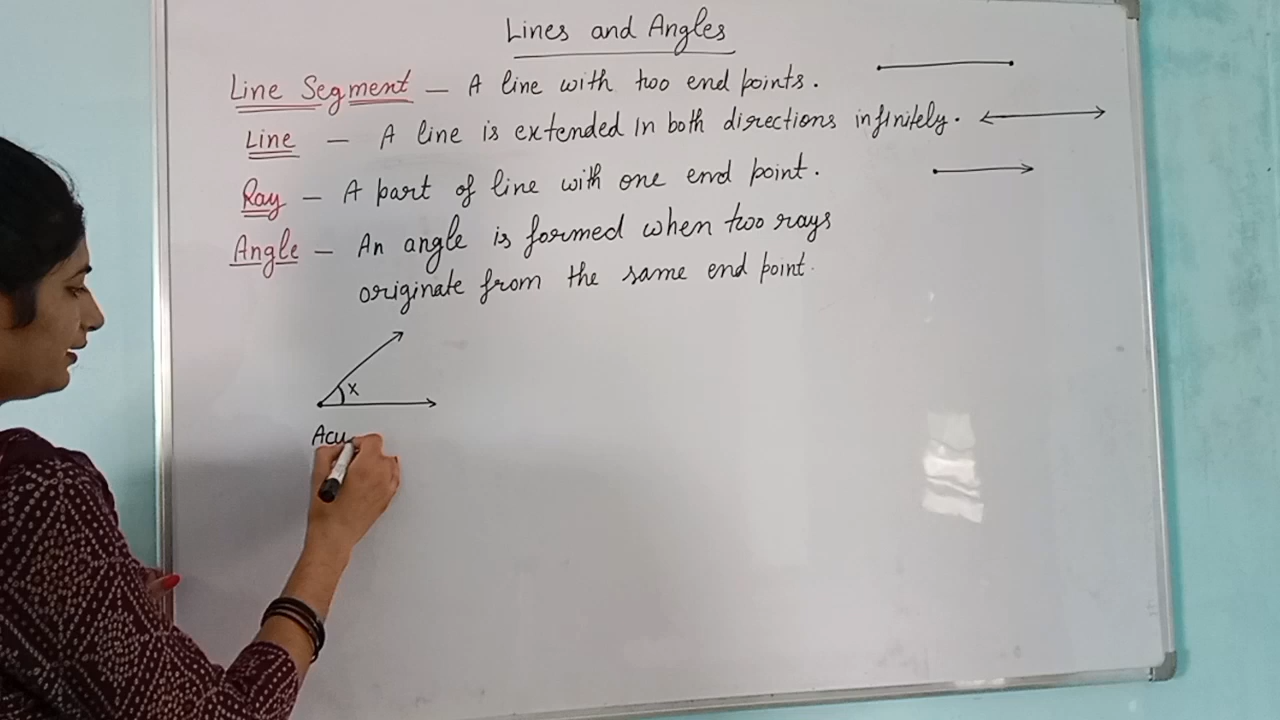 Lines and Angles
Line Segment – A line with two end points.
Line – A line is extended in both directions infinitely.
Ray – A part of line with one end point.
Angle – An angle is formed when two rays
originate from the same end point.
x
Acu